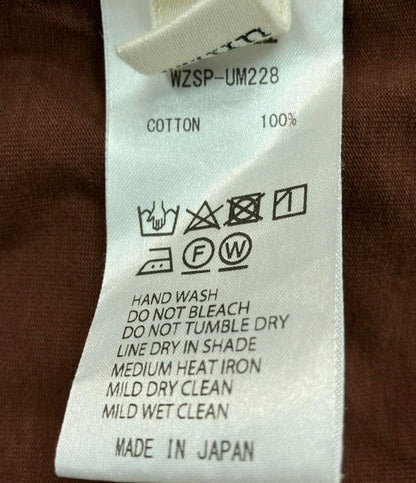 WZSP-UM228
COTTON 100%
F W
HAND WASH
DO NOT BLEACH
DO NOT TUMBLE DRY
LINE DRY IN SHADE
MEDIUM HEAT IRON
MILD DRY CLEAN
MILD WET CLEAN
MADE IN JAPAN